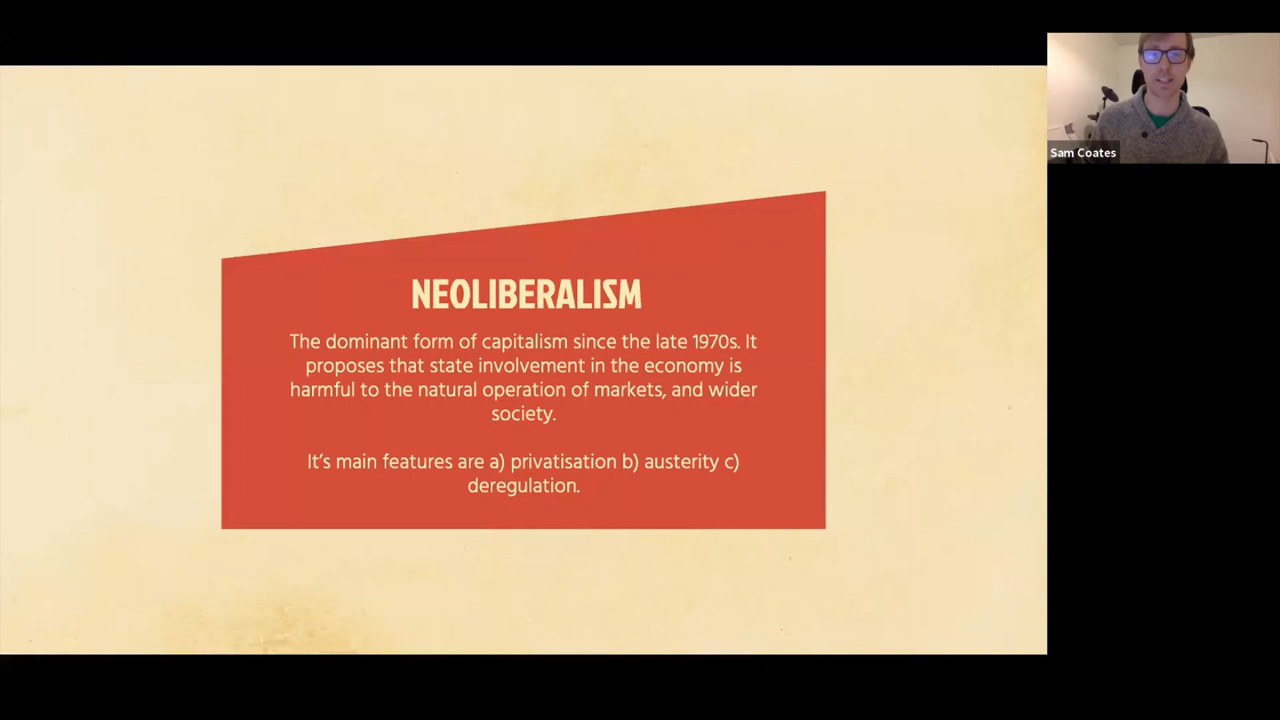 NEOLIBERALISM
The dominant form of capitalism since the late 1970s. It
proposes that state involvement in the economy is
harmful to the natural operation of markets, and wider
society.
It’s main features are a) privatisation b) austerity c)
deregulation.
Sam Coates